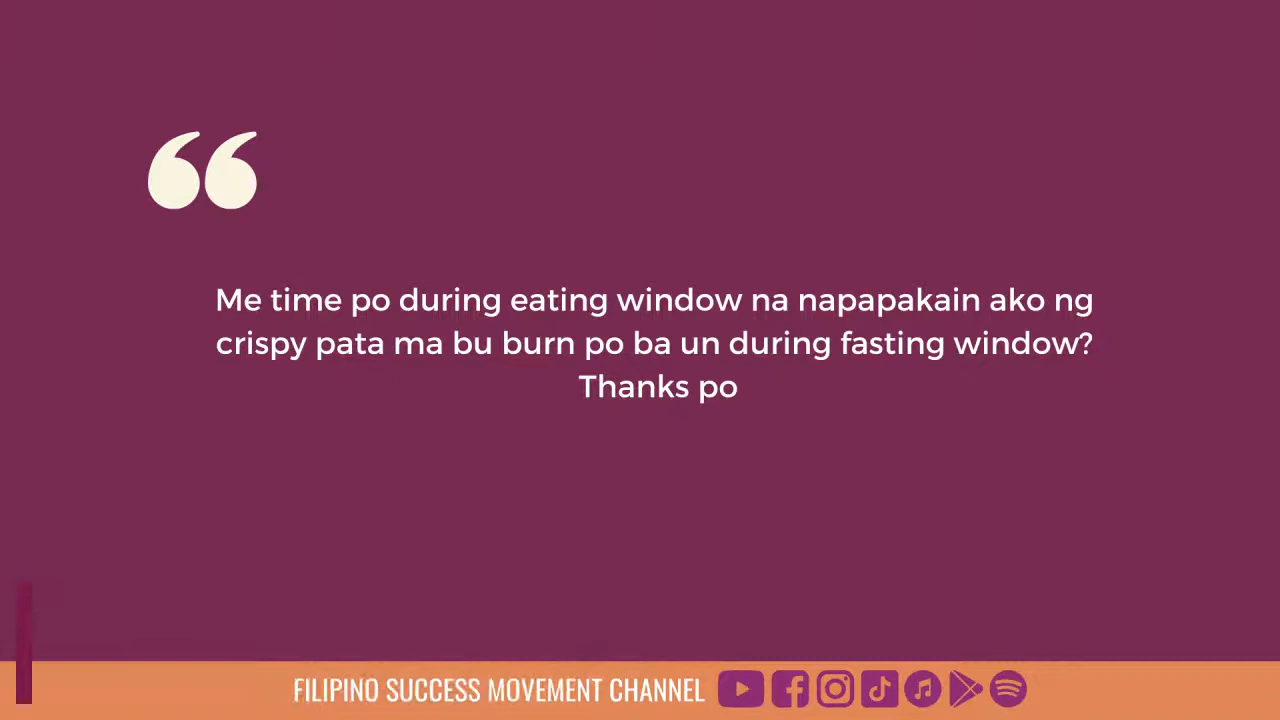 Me time po during eating window na napapakain ako ng
crispy pata ma bu burn po ba un during fasting window?
Thanks po
FILIPINO SUCCESS MOVEMENT CHANNEL